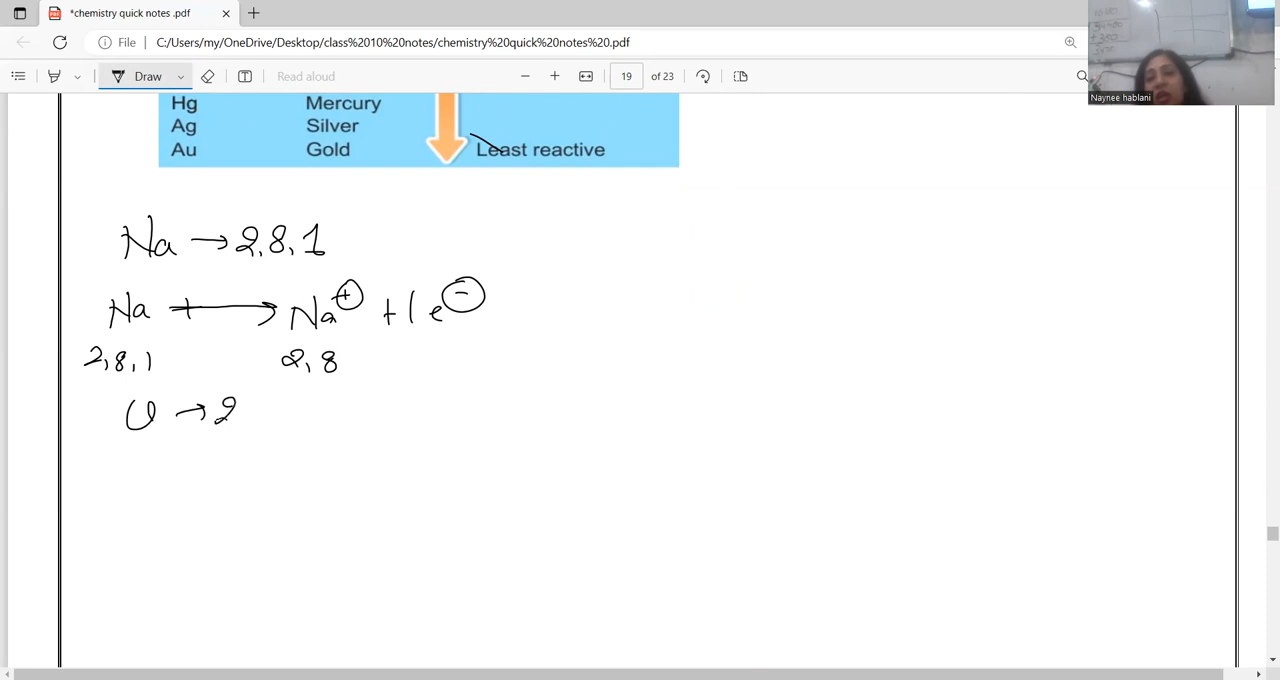 *chemistry quick notes .pdf
File C:/Users/my/OneDrive/Desktop/class%2010%20notes/chemistry%20quick%20notes%20.pdf
Draw Read aloud 19 of 23
Naynee hablani
Hg Mercury
Ag Silver
Au Gold Least reactive
Na → 2,8,1
Na + → Na+ + 1e−
2,8,1 2,8
→ 2